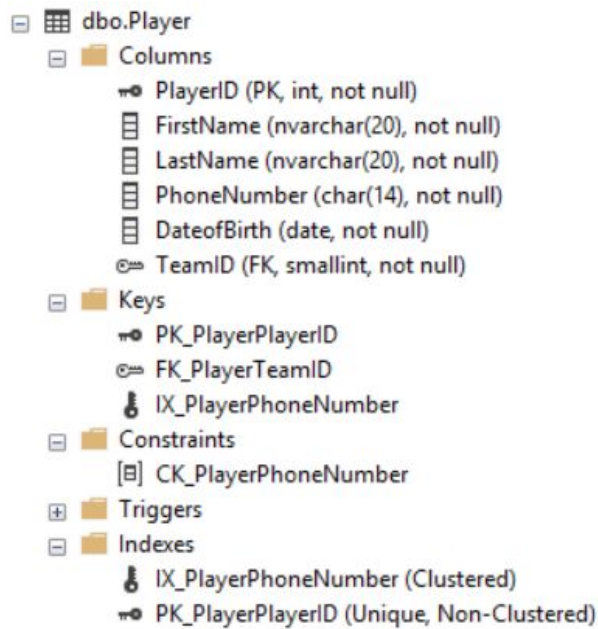 dbo.Player
Columns
PlayerID (PK, int, not null)
FirstName (nvarchar(20), not null)
LastName (nvarchar(20), not null)
PhoneNumber (char(14), not null)
DateofBirth (date, not null)
TeamID (FK, smallint, not null)
Keys
PK_PlayerPlayerID
FK_PlayerTeamID
IX_PlayerPhoneNumber
Constraints
CK_PlayerPhoneNumber
Triggers
Indexes
IX_PlayerPhoneNumber (Clustered)
PK_PlayerPlayerID (Unique, Non-Clustered)